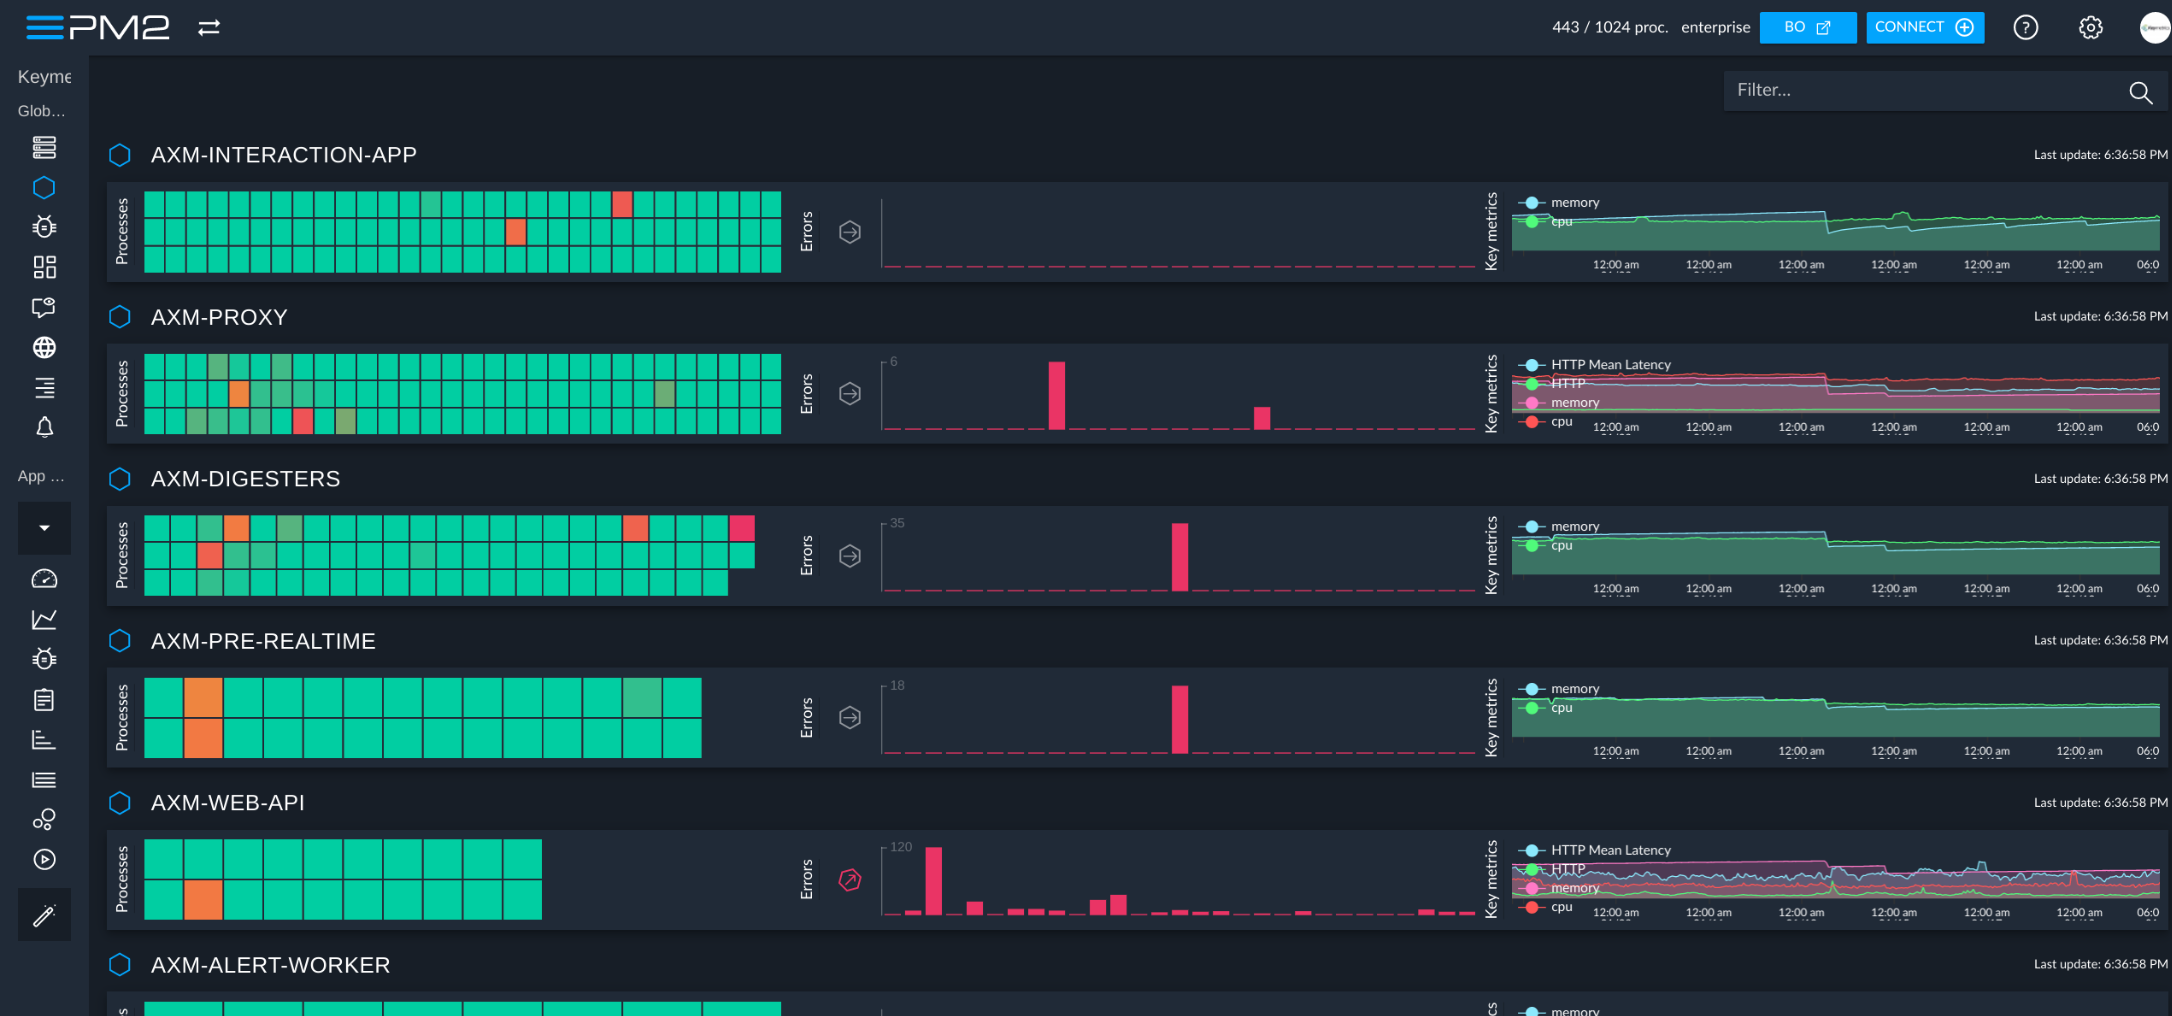 PM2
443 / 1024 proc. enterprise BO CONNECT
Keyme
Glob...
App ...
Filter...
AXM-INTERACTION-APP
Last update: 6:36:58 PM
Processes
Errors
Key metrics
memory
cpu
12:00 am 12:00 am 12:00 am 12:00 am 12:00 am 12:00 am 06:0
AXM-PROXY
Last update: 6:36:58 PM
Processes
Errors
6
Key metrics
HTTP Mean Latency
HTTP
memory
cpu
12:00 am 12:00 am 12:00 am 12:00 am 12:00 am 12:00 am 06:0
AXM-DIGESTERS
Last update: 6:36:58 PM
Processes
Errors
35
Key metrics
memory
cpu
12:00 am 12:00 am 12:00 am 12:00 am 12:00 am 12:00 am 06:0
AXM-PRE-REALTIME
Last update: 6:36:58 PM
Processes
Errors
18
Key metrics
memory
cpu
12:00 am 12:00 am 12:00 am 12:00 am 12:00 am 12:00 am 06:0
AXM-WEB-API
Last update: 6:36:58 PM
Processes
Errors
120
Key metrics
HTTP Mean Latency
HTTP
memory
cpu
12:00 am 12:00 am 12:00 am 12:00 am 12:00 am 12:00 am 06:0
AXM-ALERT-WORKER
Last update: 6:36:58 PM
memory